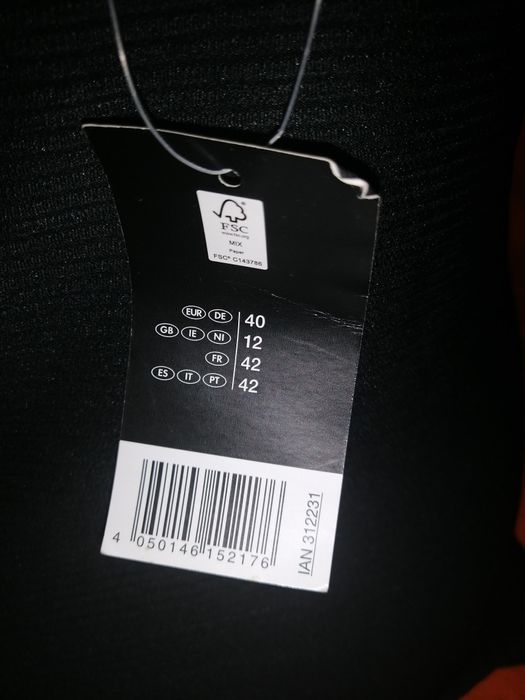 FSC
www.fsc.org
MIX
Paper
FSC® C143786
EUR DE 40
GB IE NI 12
FR 42
ES IT PT 42
4 050146 152176
IAN 312231